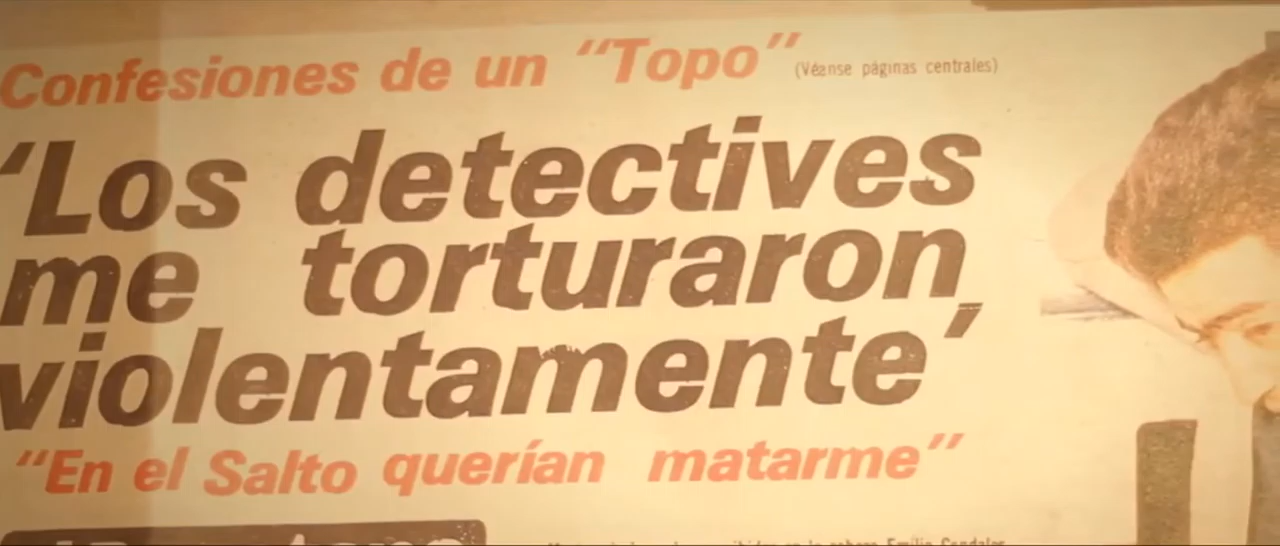 Confesiones de un "Topo" (Véanse páginas centrales)
'Los detectives
me torturaron,
violentamente'
"En el Salto querían matarme"